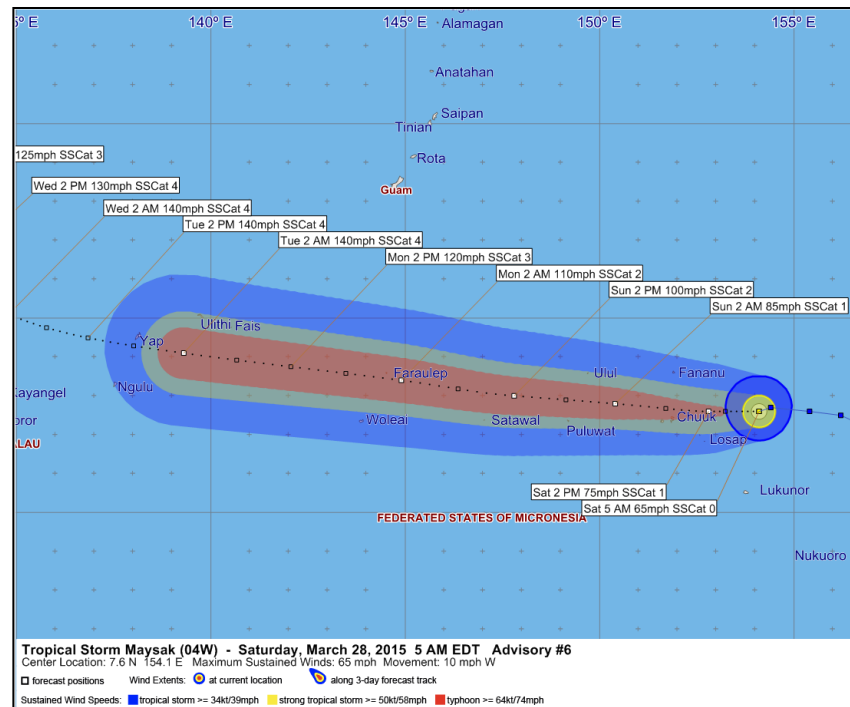 5º E 140º E 145º E 150º E 155º E
Alamagan
Anatahan
Saipan
Tinian
Rota
125mph SSCat 3
Guam
Wed 2 PM 130mph SSCat 4
Wed 2 AM 140mph SSCat 4
Tue 2 PM 140mph SSCat 4
Tue 2 AM 140mph SSCat 4
Mon 2 PM 120mph SSCat 3
Mon 2 AM 110mph SSCat 2
Sun 2 PM 100mph SSCat 2
Sun 2 AM 85mph SSCat 1
Ulithi Fais
Yap
Faraulep
Ulul
Fananu
Ngulu
Kayangel
Woleai
Satawal
Chuuk
Puluwat
oror
Losap
LAU
Sat 2 PM 75mph SSCat 1
Lukunor
Sat 5 AM 65mph SSCat 0
FEDERATED STATES OF MICRONESIA
Nukuoro
Tropical Storm Maysak (04W) - Saturday, March 28, 2015 5 AM EDT Advisory #6
Center Location: 7.6 N 154.1 E Maximum Sustained Winds: 65 mph Movement: 10 mph W
forecast positions Wind Extents: at current location along 3-day forecast track
Sustained Wind Speeds: tropical storm >= 34kt/39mph strong tropical storm >= 50kt/58mph typhoon >= 64kt/74mph